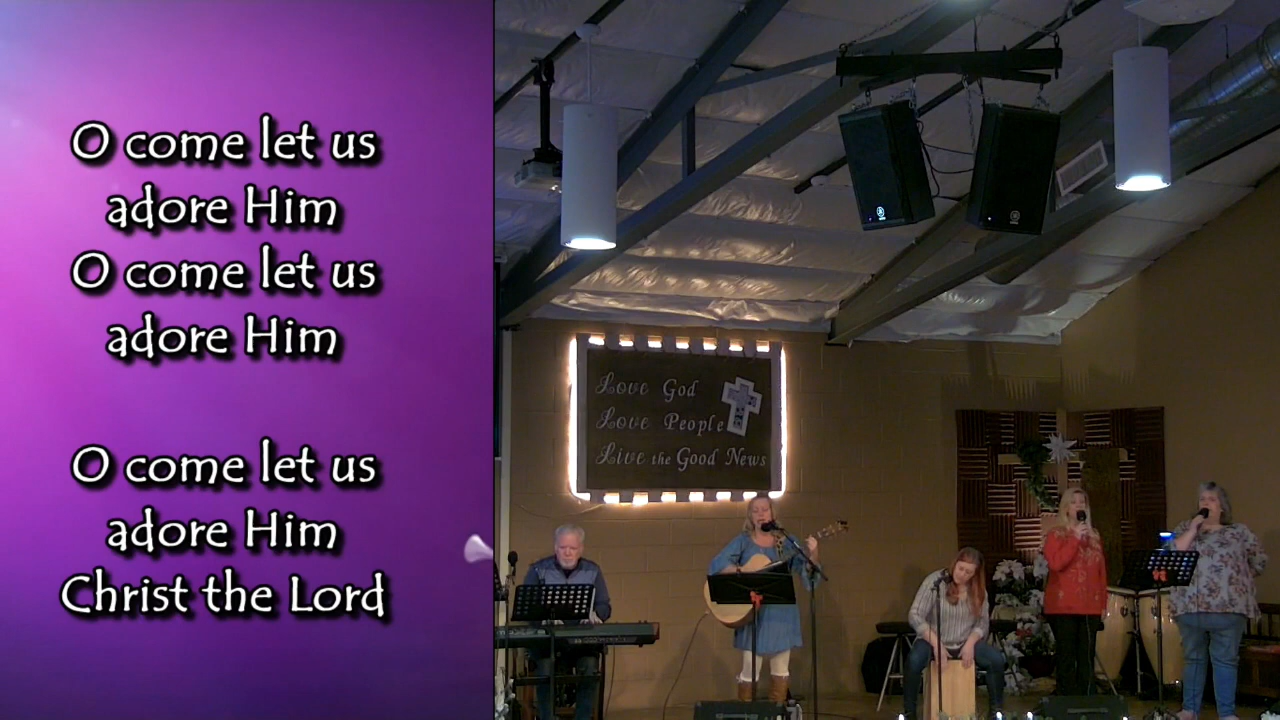 O come let us
adore Him
O come let us
adore Him
O come let us
adore Him
Christ the Lord
Love God
Love People
Live the Good News